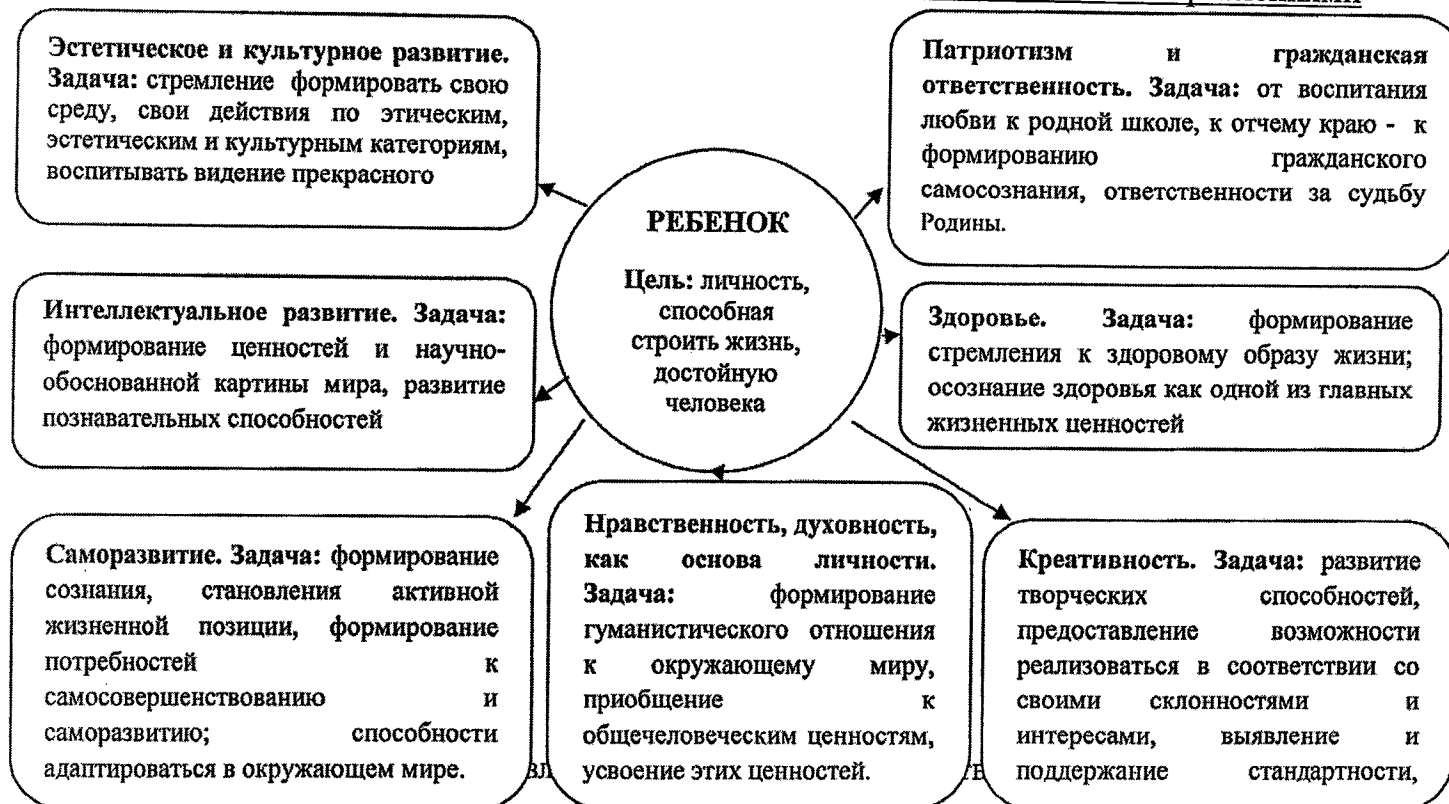 Эстетическое и культурное развитие.
Задача: стремление формировать свою
среду, свои действия по этическим,
эстетическим и культурным категориям,
воспитывать видение прекрасного
Патриотизм и гражданская
ответственность. Задача: от воспитания
любви к родной школе, к отчему краю - к
формированию гражданского
самосознания, ответственности за судьбу
Родины.
РЕБЕНОК
Цель: личность,
способная
строить жизнь,
достойную
человека
Интеллектуальное развитие. Задача:
формирование ценностей и научно-
обоснованной картины мира, развитие
познавательных способностей
Здоровье. Задача: формирование
стремления к здоровому образу жизни;
осознание здоровья как одной из главных
жизненных ценностей
Саморазвитие. Задача: формирование
сознания, становления активной
жизненной позиции, формирование
потребностей к
самосовершенствованию и
саморазвитию; способности
адаптироваться в окружающем мире.
Нравственность, духовность,
как основа личности.
Задача: формирование
гуманистического отношения
к окружающему миру,
приобщение к
общечеловеческим ценностям,
усвоение этих ценностей.
Креативность. Задача: развитие
творческих способностей,
предоставление возможности
реализоваться в соответствии со
своими склонностями и
интересами, выявление и
поддержание стандартности,